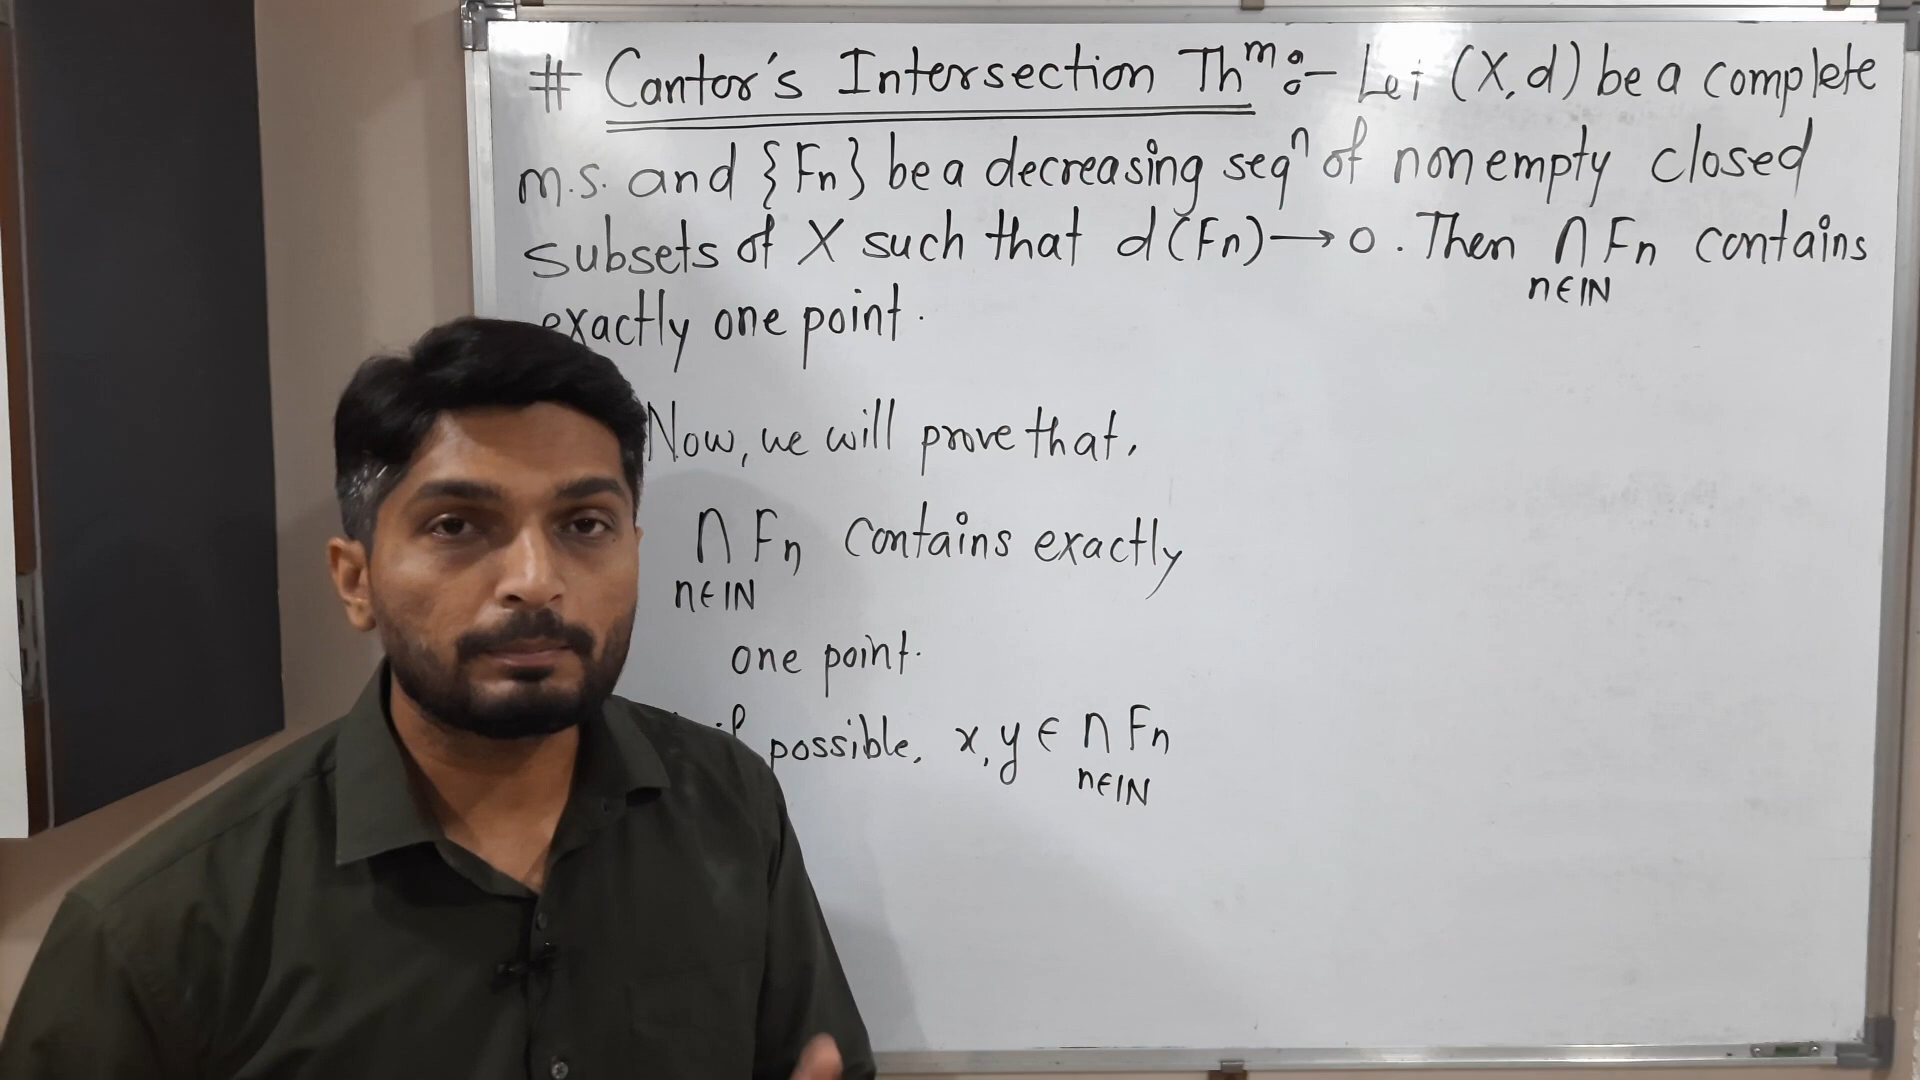 # Cantor's Intersection Thᵐ :- Let (X,d) be a complete
m.s. and {Fn} be a decreasing seqⁿ of nonempty closed
subsets of X such that d(Fn)→0. Then ∩ Fn contains
n∈IN
exactly one point.
Now, we will prove that,
∩ Fn contains exactly
n∈IN
one point.
possible, x,y ∈ ∩ Fn
n∈IN